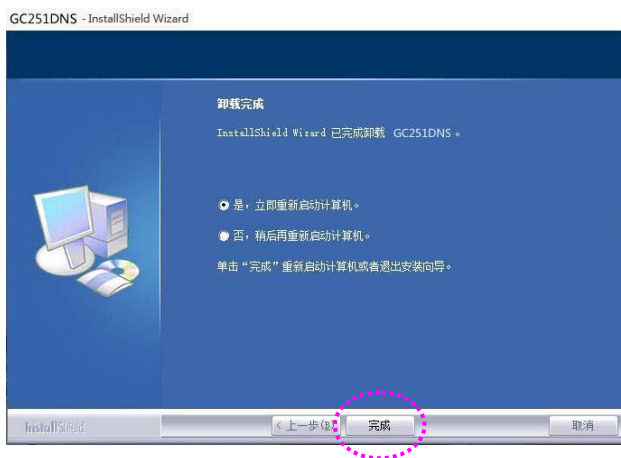 GC251DNS - InstallShield Wizard
卸载完成
InstallShield Wizard 已完成卸载 GC251DNS。
是，立即重新启动计算机。
否，稍后再重新启动计算机。
单击“完成”重新启动计算机或者退出安装向导。
InstallShield
< 上一步(B)
完成
取消